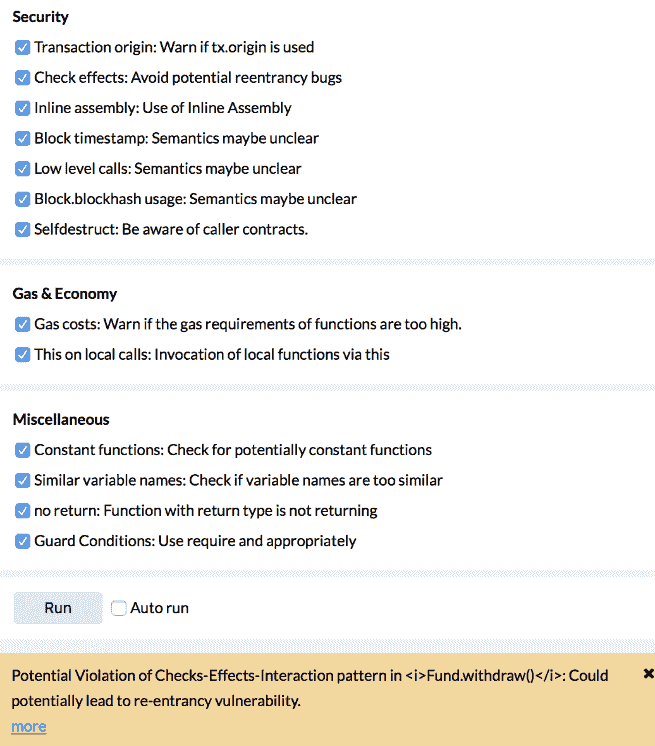 Security
Transaction origin: Warn if tx.origin is used
Check effects: Avoid potential reentrancy bugs
Inline assembly: Use of Inline Assembly
Block timestamp: Semantics maybe unclear
Low level calls: Semantics maybe unclear
Block.blockhash usage: Semantics maybe unclear
Selfdestruct: Be aware of caller contracts.
Gas & Economy
Gas costs: Warn if the gas requirements of functions are too high.
This on local calls: Invocation of local functions via this
Miscellaneous
Constant functions: Check for potentially constant functions
Similar variable names: Check if variable names are too similar
no return: Function with return type is not returning
Guard Conditions: Use require and appropriately
Run Auto run
Potential Violation of Checks-Effects-Interaction pattern in <i>Fund.withdraw()</i>: Could
potentially lead to re-entrancy vulnerability.
more